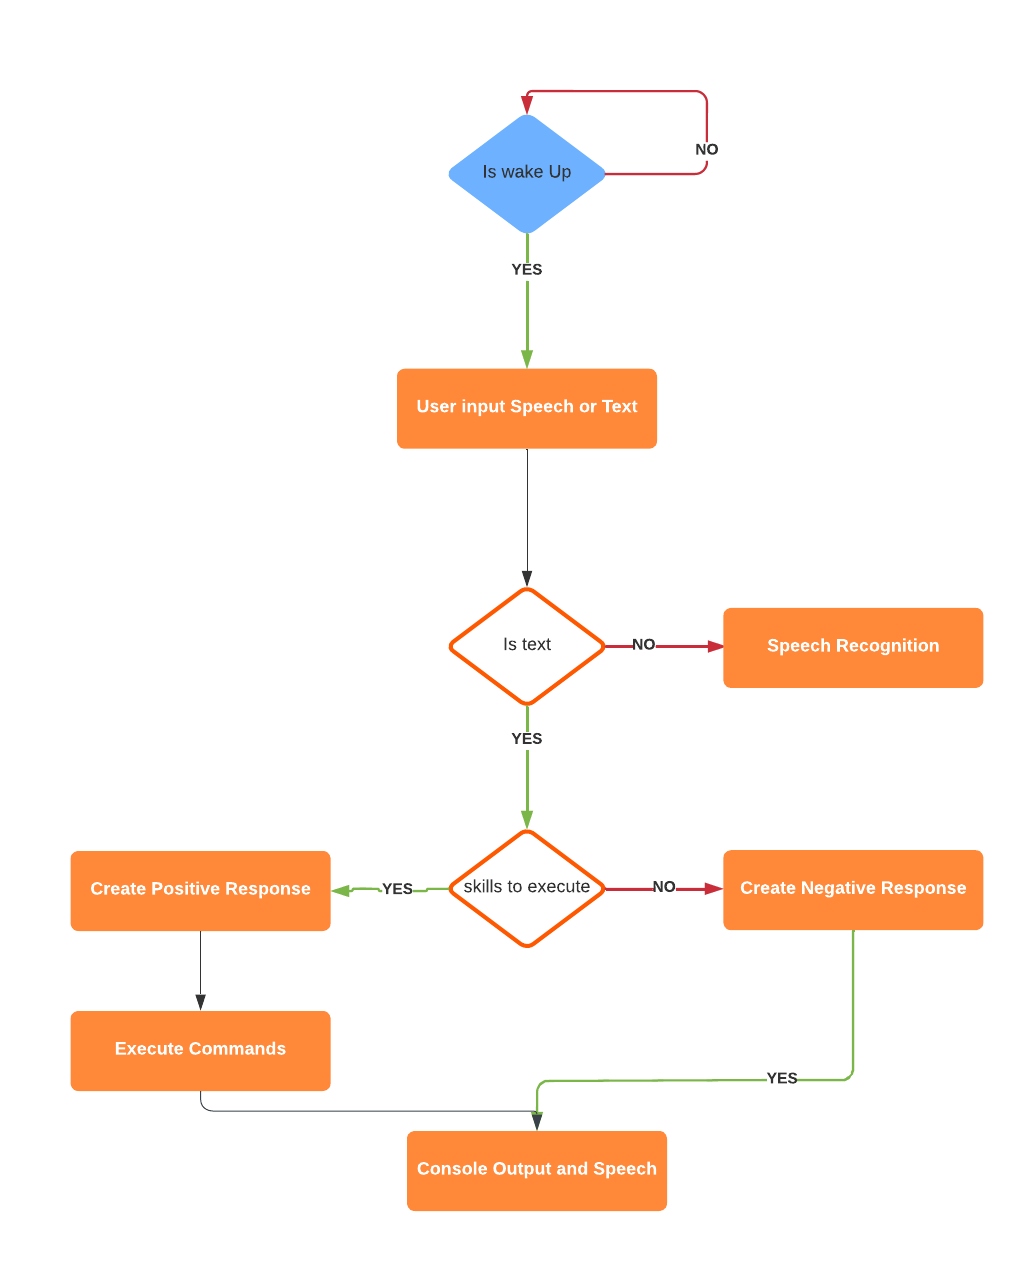 NO
Is wake Up
YES
User input Speech or Text
Is text
NO
Speech Recognition
YES
Create Positive Response
YES
skills to execute
NO
Create Negative Response
Execute Commands
YES
Console Output and Speech